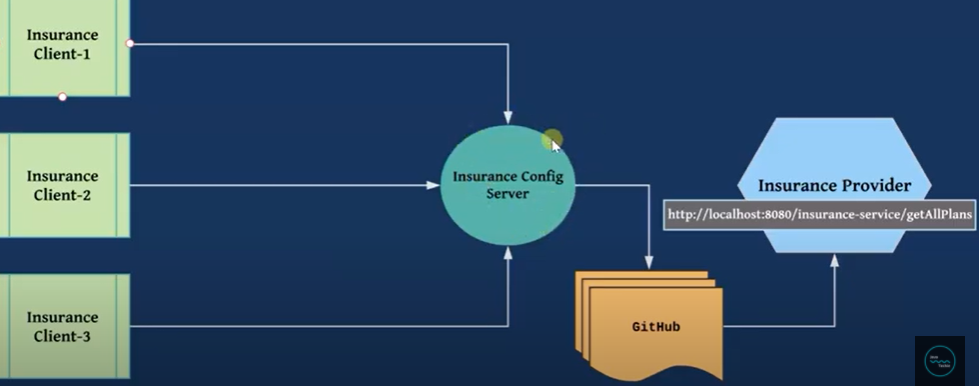 Insurance
Client-1
Insurance
Client-2
Insurance Config
Server
Insurance Provider
http://localhost:8080/insurance-service/getAllPlans
Insurance
Client-3
GitHub